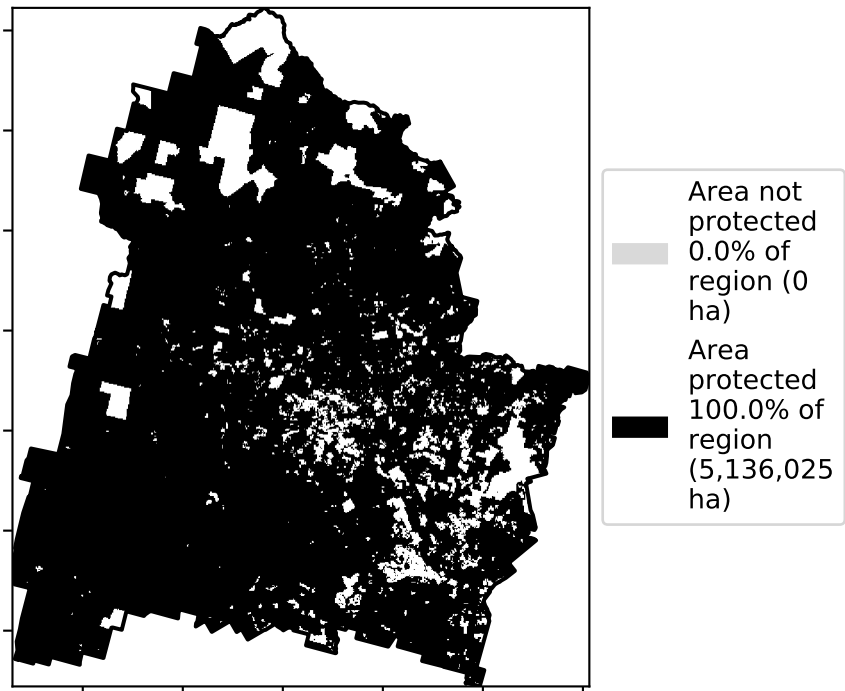 Area not
protected
0.0% of
region (0
ha)
Area
protected
100.0% of
region
(5,136,025
ha)